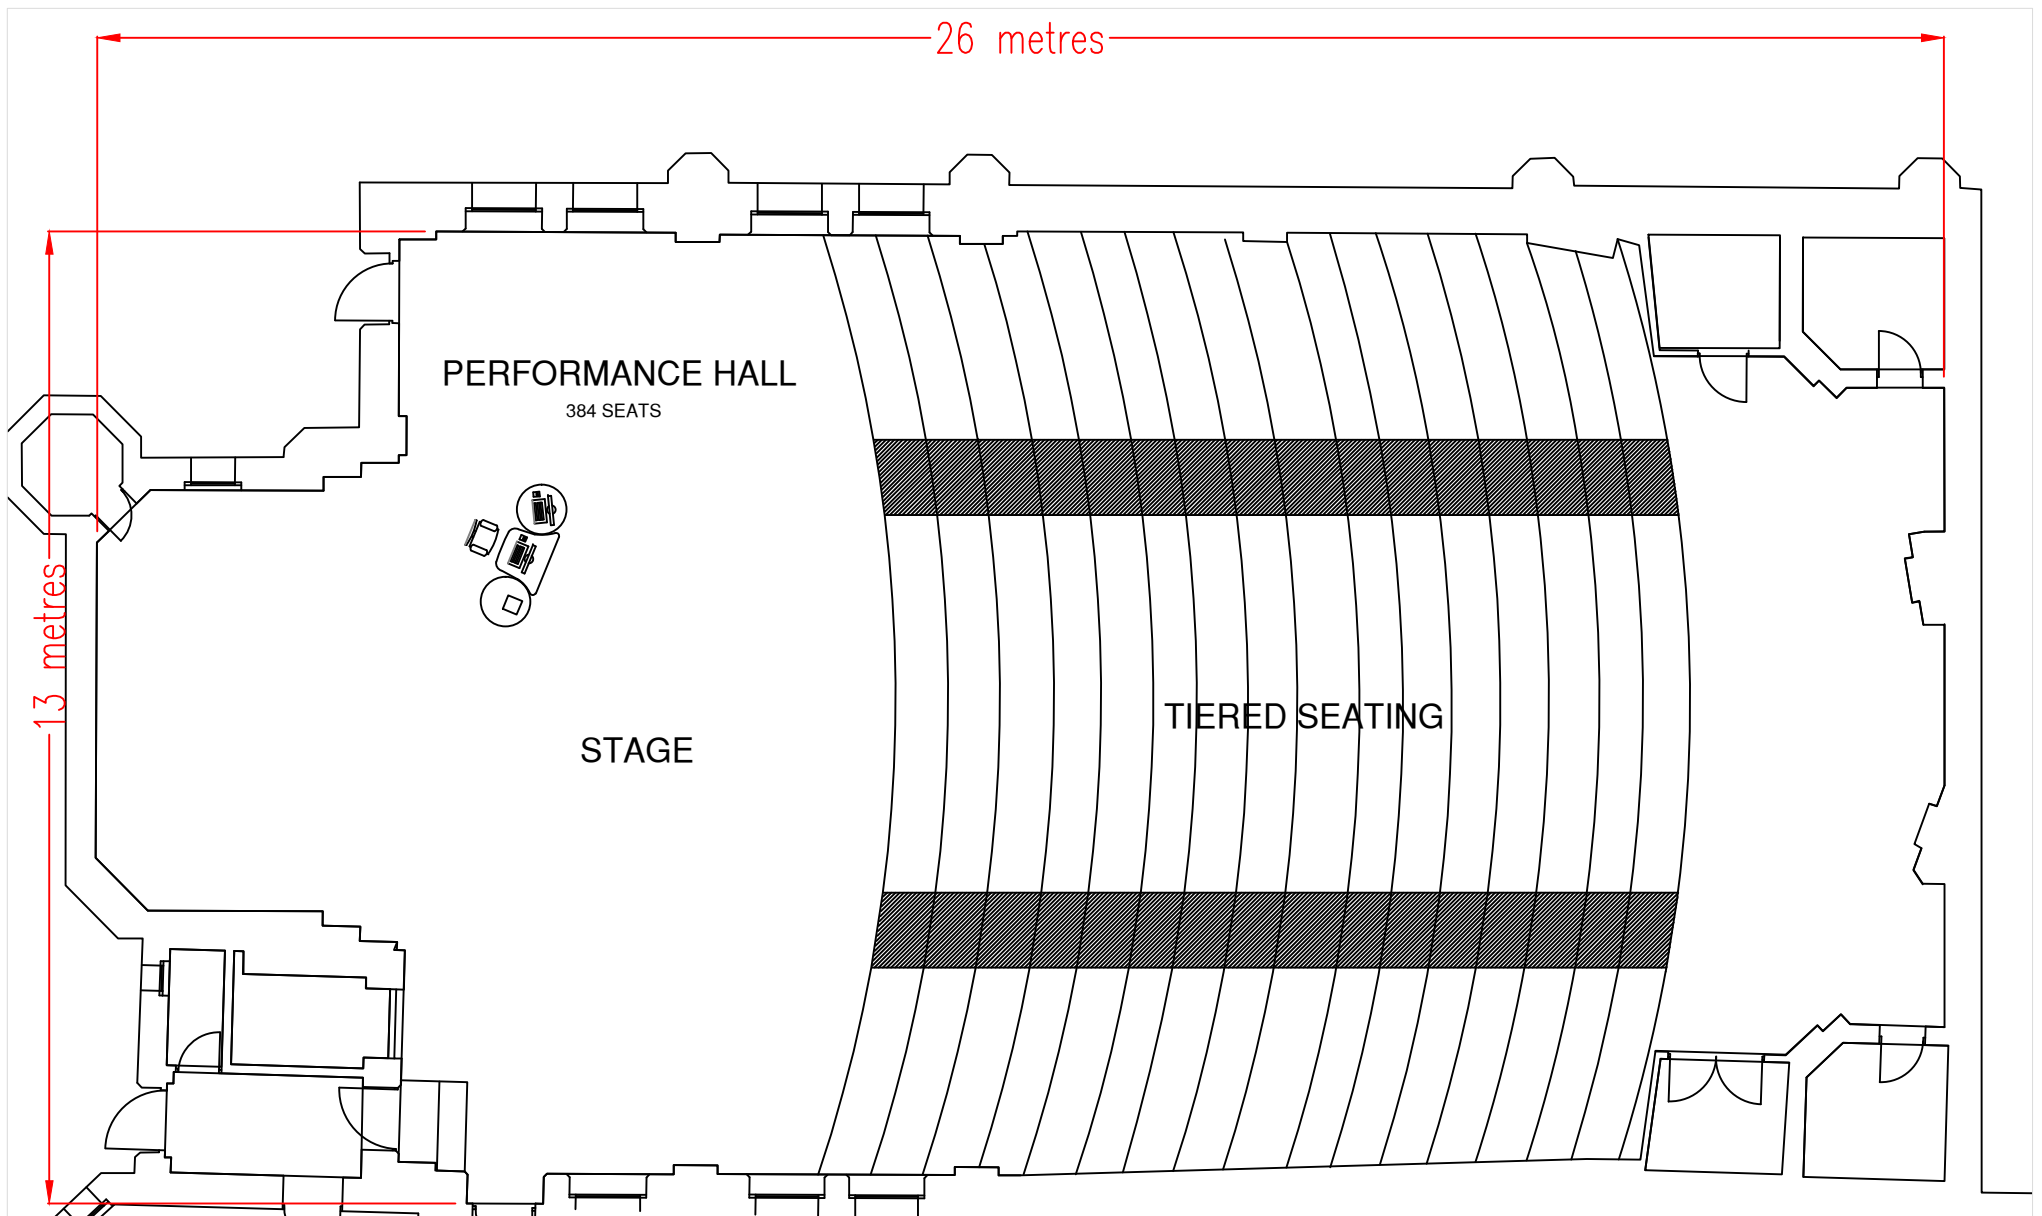 26 metres
PERFORMANCE HALL
384 SEATS
13 metres
TIERED SEATING
STAGE